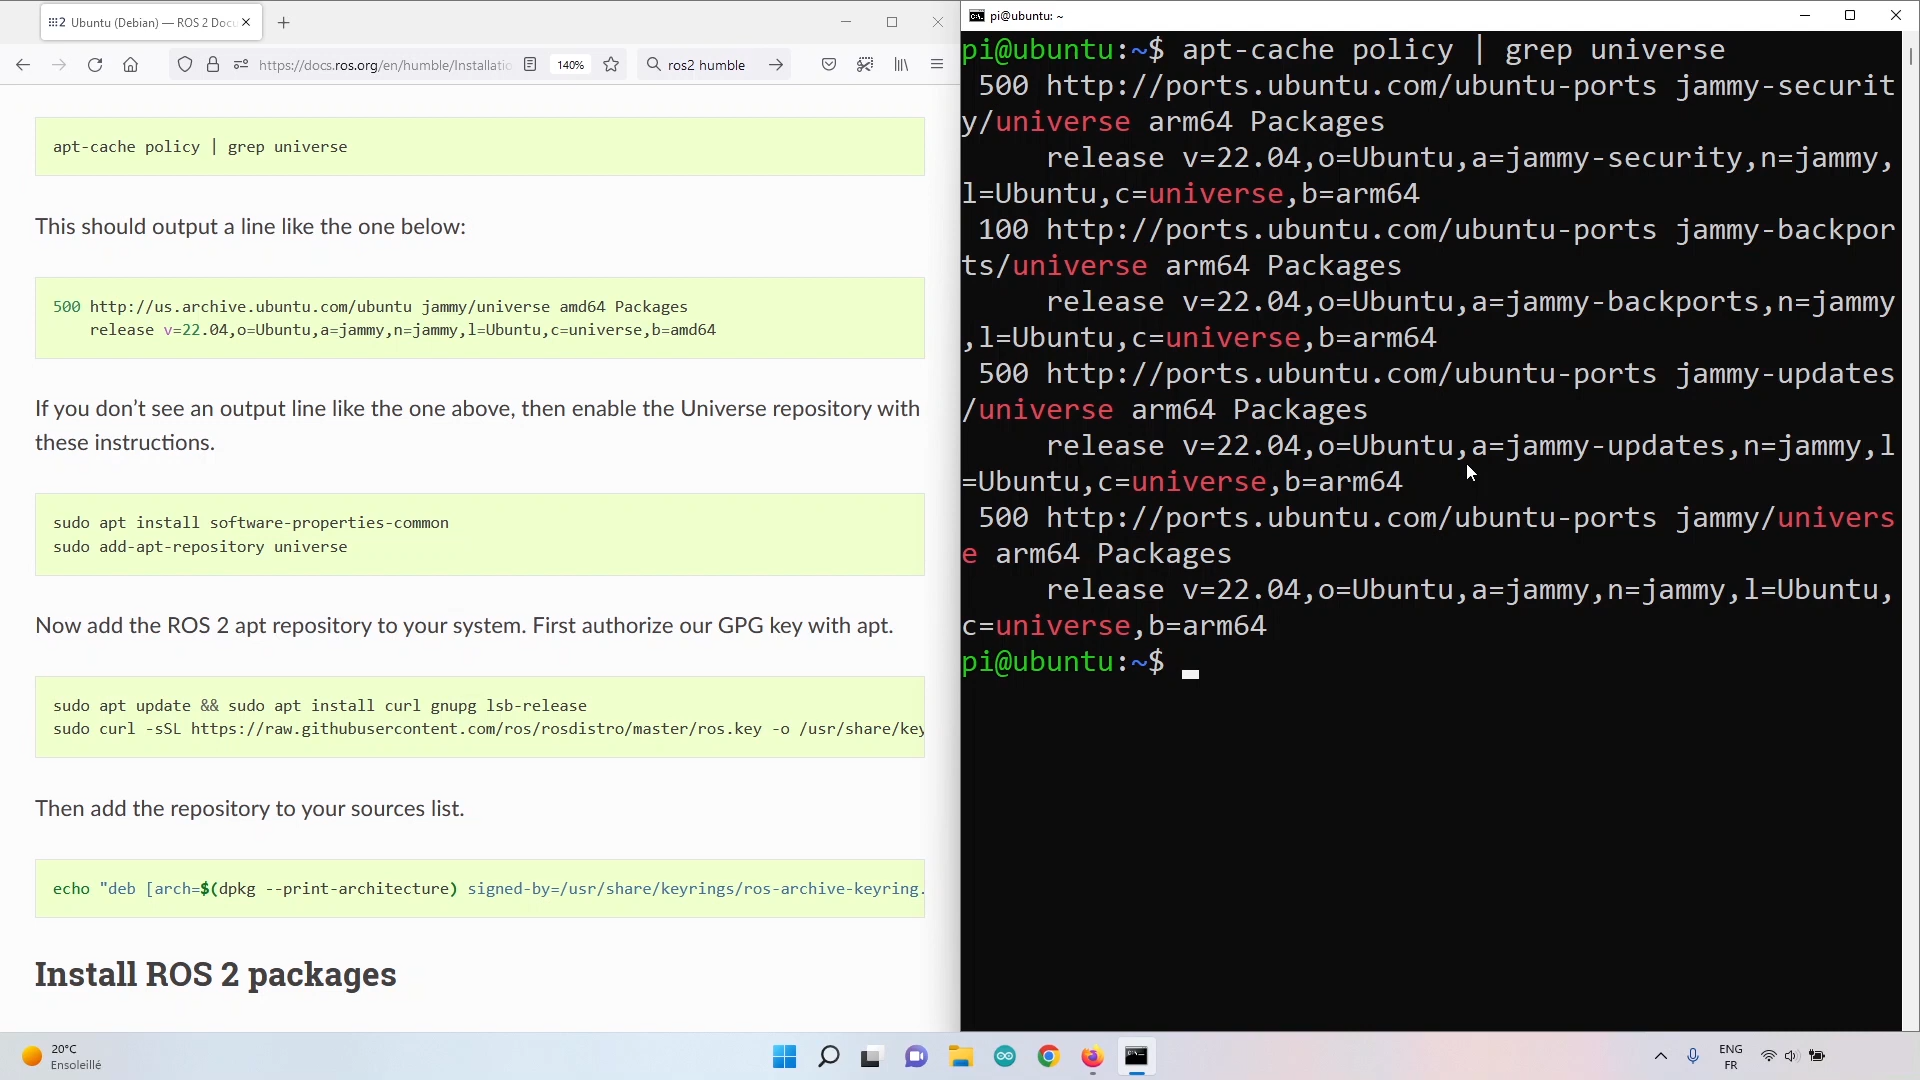 Ubuntu (Debian) — ROS 2 Docu
https://docs.ros.org/en/humble/Installatio
140%
ros2 humble
apt-cache policy | grep universe
This should output a line like the one below:
500 http://us.archive.ubuntu.com/ubuntu jammy/universe amd64 Packages
release v=22.04,o=Ubuntu,a=jammy,n=jammy,l=Ubuntu,c=universe,b=amd64
If you don’t see an output line like the one above, then enable the Universe repository with
these instructions.
sudo apt install software-properties-common
sudo add-apt-repository universe
Now add the ROS 2 apt repository to your system. First authorize our GPG key with apt.
sudo apt update && sudo apt install curl gnupg lsb-release
sudo curl -sSL https://raw.githubusercontent.com/ros/rosdistro/master/ros.key -o /usr/share/key
Then add the repository to your sources list.
echo "deb [arch=$(dpkg --print-architecture) signed-by=/usr/share/keyrings/ros-archive-keyring.
Install ROS 2 packages
pi@ubuntu: ~
pi@ubuntu:~$ apt-cache policy | grep universe
500 http://ports.ubuntu.com/ubuntu-ports jammy-securit
y/universe arm64 Packages
release v=22.04,o=Ubuntu,a=jammy-security,n=jammy,
l=Ubuntu,c=universe,b=arm64
100 http://ports.ubuntu.com/ubuntu-ports jammy-backpor
ts/universe arm64 Packages
release v=22.04,o=Ubuntu,a=jammy-backports,n=jammy
,l=Ubuntu,c=universe,b=arm64
500 http://ports.ubuntu.com/ubuntu-ports jammy-updates
/universe arm64 Packages
release v=22.04,o=Ubuntu,a=jammy-updates,n=jammy,l
=Ubuntu,c=universe,b=arm64
500 http://ports.ubuntu.com/ubuntu-ports jammy/univers
e arm64 Packages
release v=22.04,o=Ubuntu,a=jammy,n=jammy,l=Ubuntu,
c=universe,b=arm64
pi@ubuntu:~$
20°C
Ensoleillé
ENG
FR